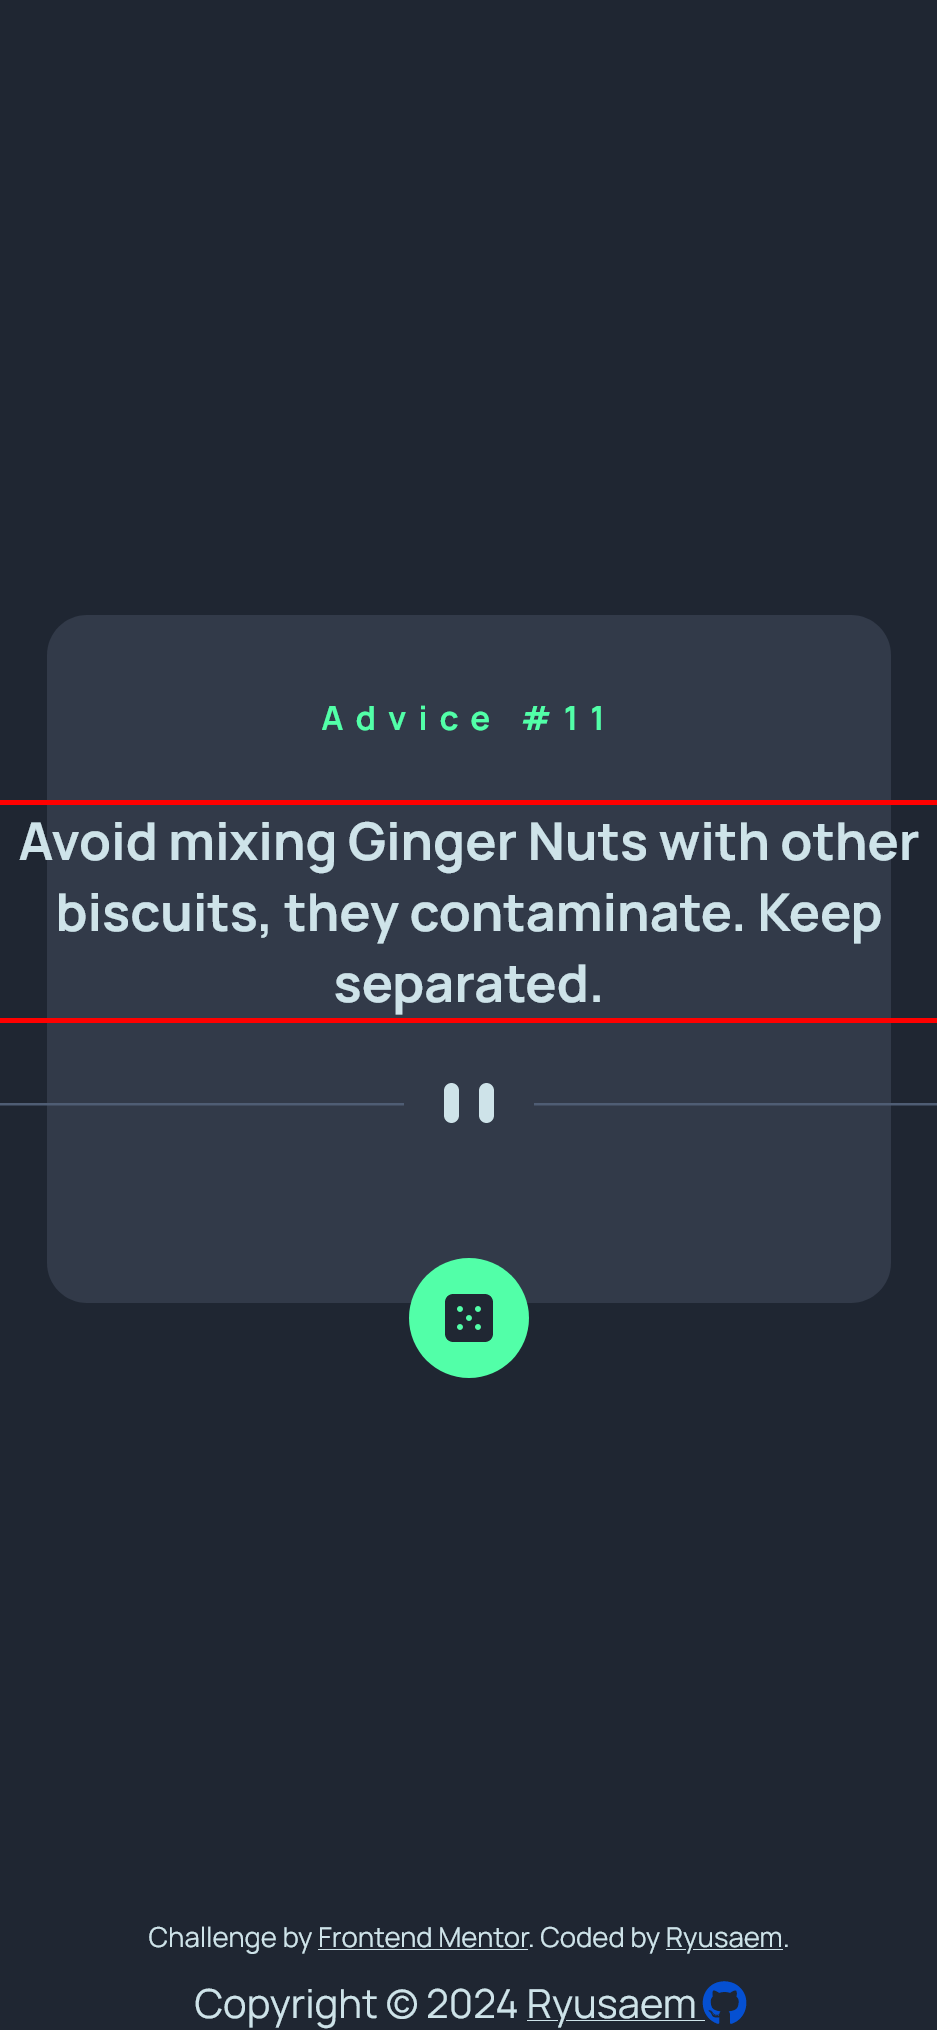 Advice #11
Avoid mixing Ginger Nuts with other
biscuits, they contaminate. Keep
separated.
Challenge by Frontend Mentor. Coded by Ryusaem.
Copyright © 2024 Ryusaem